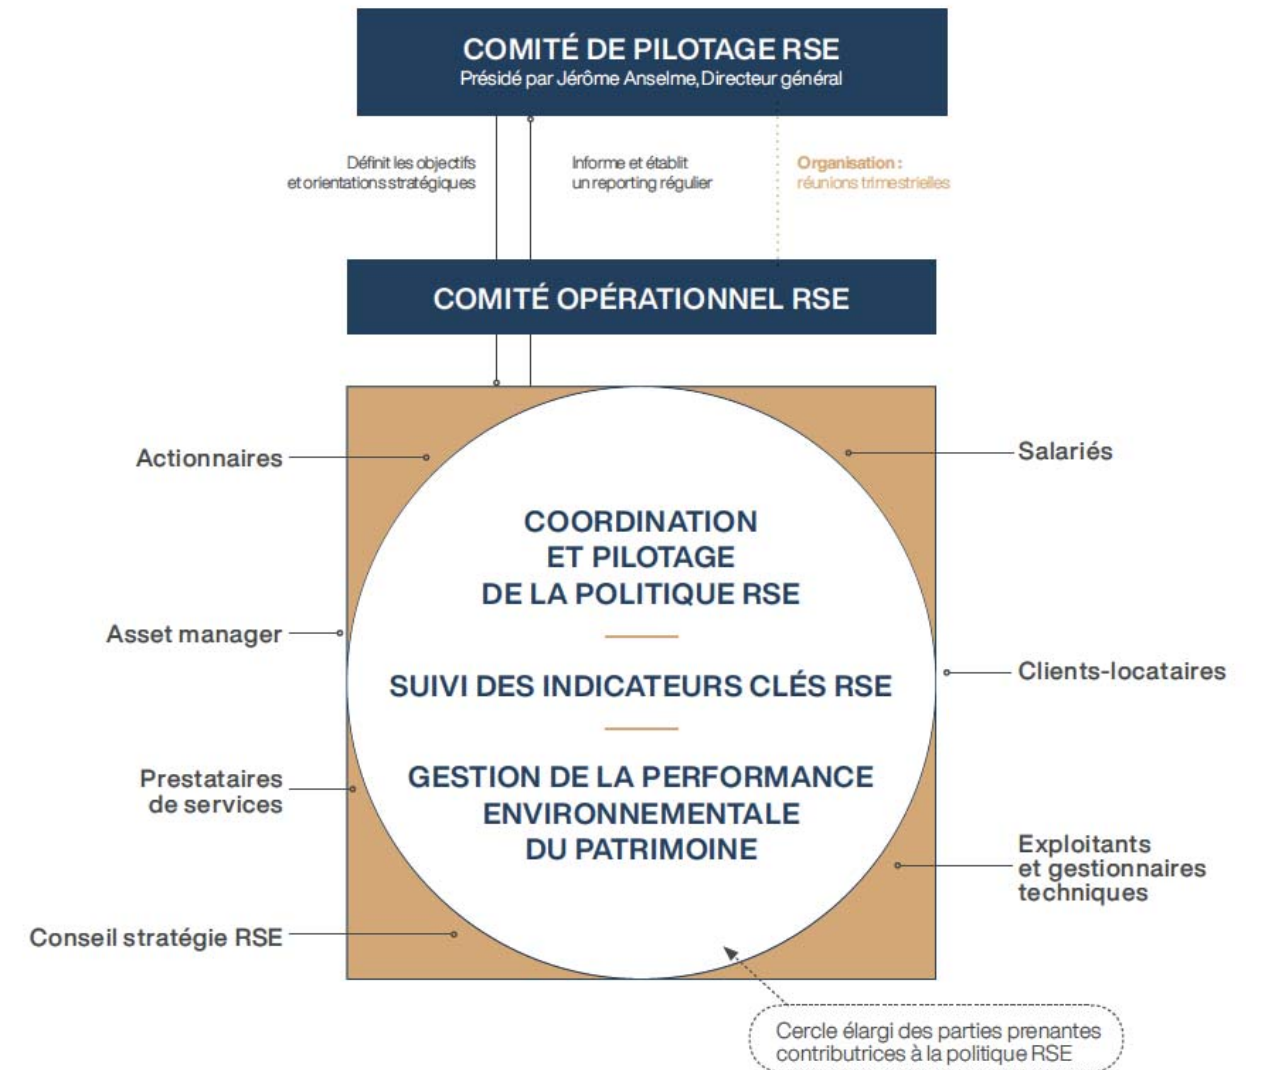 COMITÉ DE PILOTAGE RSE
Présidé par Jérôme Anselme, Directeur général
Définit les objectifs
et orientations stratégiques
Informe et établit
un reporting régulier
Organisation :
réunions trimestrielles
COMITÉ OPÉRATIONNEL RSE
Actionnaires
Salariés
COORDINATION
ET PILOTAGE
DE LA POLITIQUE RSE
Asset manager
Clients-locataires
SUIVI DES INDICATEURS CLÉS RSE
Prestataires
de services
GESTION DE LA PERFORMANCE
ENVIRONNEMENTALE
DU PATRIMOINE
Exploitants
et gestionnaires
techniques
Conseil stratégie RSE
Cercle élargi des parties prenantes
contributrices à la politique RSE